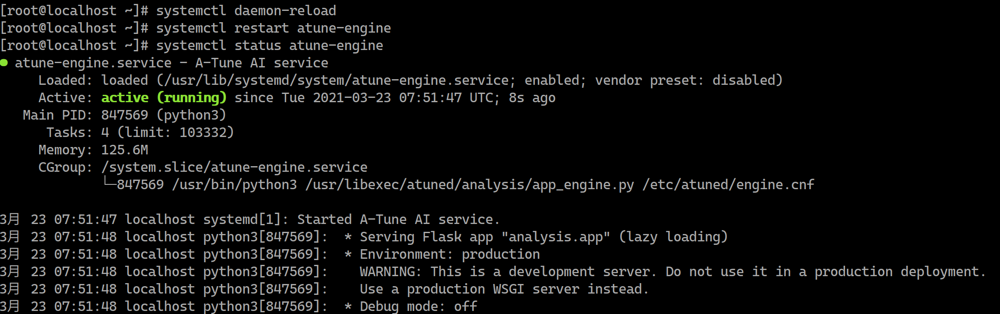 [root@localhost ~]# systemctl daemon-reload
[root@localhost ~]# systemctl restart atune-engine
[root@localhost ~]# systemctl status atune-engine
● atune-engine.service - A-Tune AI service
     Loaded: loaded (/usr/lib/systemd/system/atune-engine.service; enabled; vendor preset: disabled)
     Active: active (running) since Tue 2021-03-23 07:51:47 UTC; 8s ago
   Main PID: 847569 (python3)
      Tasks: 4 (limit: 103332)
     Memory: 125.6M
     CGroup: /system.slice/atune-engine.service
             └─847569 /usr/bin/python3 /usr/libexec/atuned/analysis/app_engine.py /etc/atuned/engine.cnf
3月 23 07:51:47 localhost systemd[1]: Started A-Tune AI service.
3月 23 07:51:48 localhost python3[847569]:  * Serving Flask app "analysis.app" (lazy loading)
3月 23 07:51:48 localhost python3[847569]:  * Environment: production
3月 23 07:51:48 localhost python3[847569]:    WARNING: This is a development server. Do not use it in a production deployment.
3月 23 07:51:48 localhost python3[847569]:    Use a production WSGI server instead.
3月 23 07:51:48 localhost python3[847569]:  * Debug mode: off